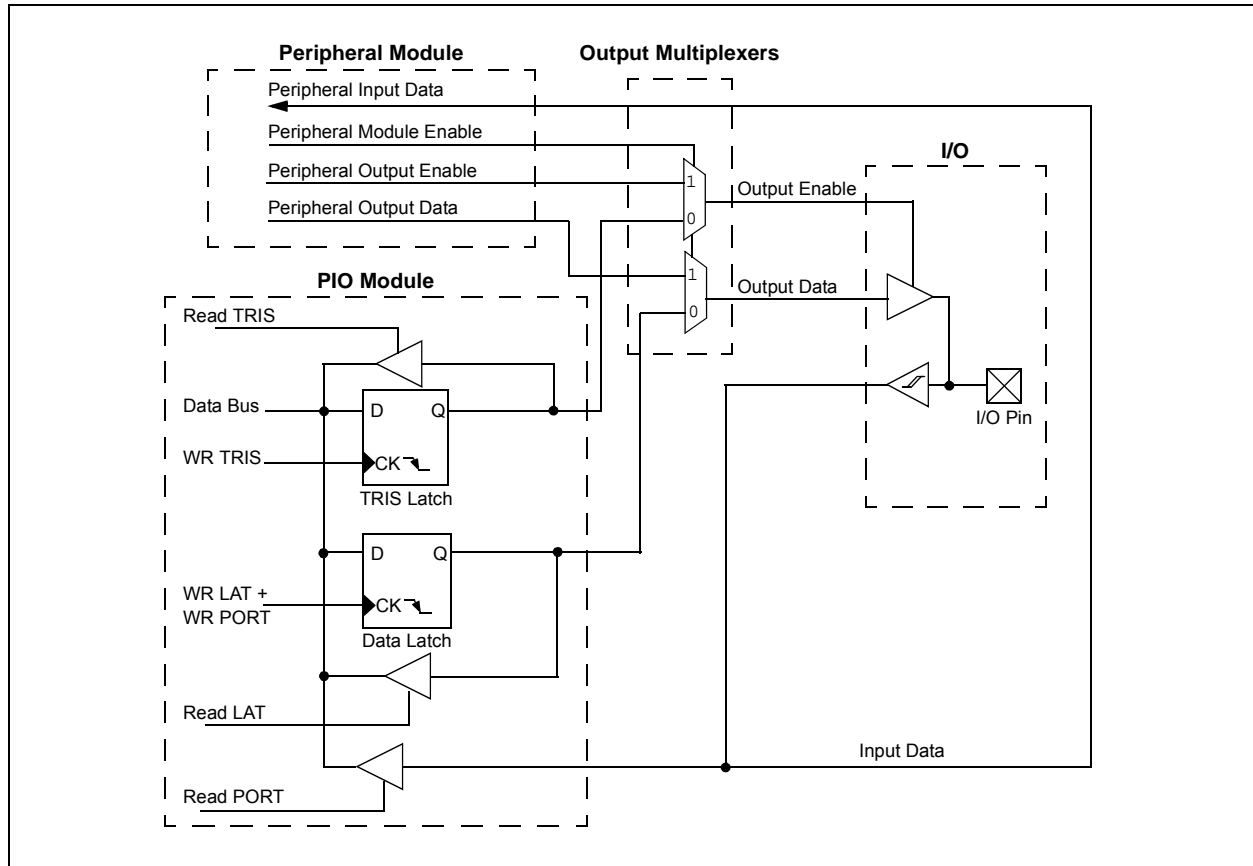 Peripheral Module
Output Multiplexers
Peripheral Input Data
Peripheral Module Enable
Peripheral Output Enable
Peripheral Output Data
1
0
1
0
Output Enable
Output Data
I/O
I/O Pin
PIO Module
Read TRIS
Data Bus
D
Q
WR TRIS
CK
TRIS Latch
D
Q
WR LAT +
WR PORT
CK
Data Latch
Read LAT
Input Data
Read PORT